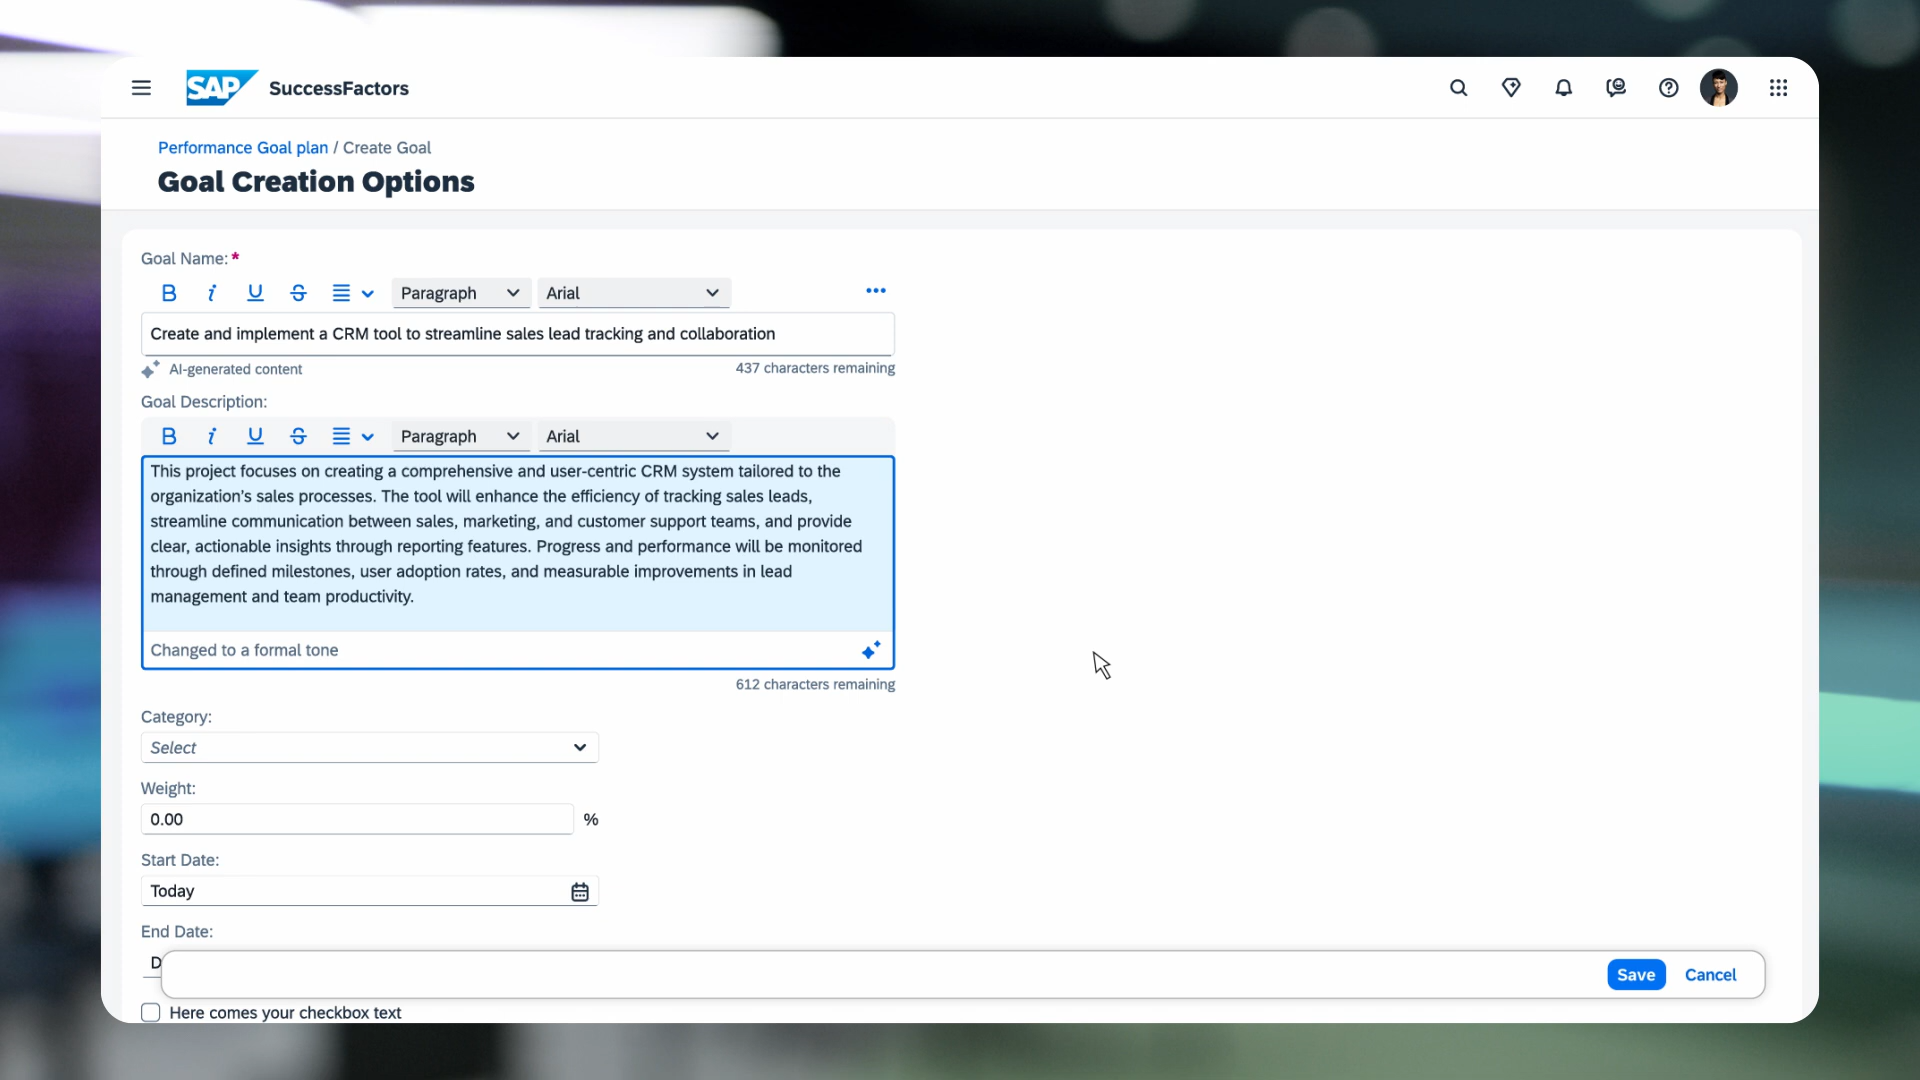 SAP SuccessFactors
Performance Goal plan / Create Goal
Goal Creation Options
Goal Name:*
B i U S Paragraph Arial
Create and implement a CRM tool to streamline sales lead tracking and collaboration
AI-generated content 437 characters remaining
Goal Description:
B i U S Paragraph Arial
This project focuses on creating a comprehensive and user-centric CRM system tailored to the
organization's sales processes. The tool will enhance the efficiency of tracking sales leads,
streamline communication between sales, marketing, and customer support teams, and provide
clear, actionable insights through reporting features. Progress and performance will be monitored
through defined milestones, user adoption rates, and measurable improvements in lead
management and team productivity.
Changed to a formal tone
612 characters remaining
Category:
Select
Weight:
0.00 %
Start Date:
Today
End Date:
D
Save Cancel
Here comes your checkbox text